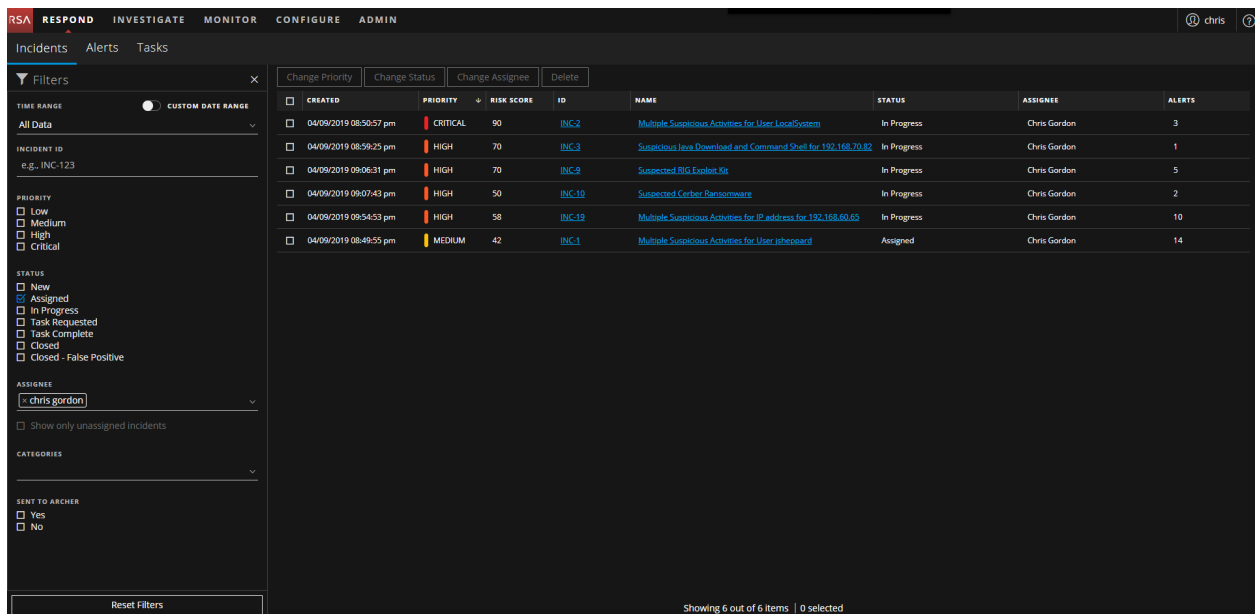 RSA RESPOND INVESTIGATE MONITOR CONFIGURE ADMIN chris
Incidents Alerts Tasks
Filters
TIME RANGE CUSTOM DATE RANGE
All Data
INCIDENT ID
e.g., INC-123
PRIORITY
Low
Medium
High
Critical
STATUS
New
Assigned
In Progress
Task Requested
Task Complete
Closed
Closed - False Positive
ASSIGNEE
× chris gordon
Show only unassigned incidents
CATEGORIES
SENT TO ARCHER
Yes
No
Reset Filters
Change Priority Change Status Change Assignee Delete
CREATED PRIORITY RISK SCORE ID NAME STATUS ASSIGNEE ALERTS
04/09/2019 08:50:57 pm CRITICAL 90 INC-2 Multiple Suspicious Activities for User LocalSystem In Progress Chris Gordon 3
04/09/2019 08:59:25 pm HIGH 70 INC-3 Suspicious Java Download and Command Shell for 192.168.70.82 In Progress Chris Gordon 1
04/09/2019 09:06:31 pm HIGH 70 INC-9 Suspected RIG Exploit Kit In Progress Chris Gordon 5
04/09/2019 09:07:43 pm HIGH 50 INC-10 Suspected Cerber Ransomware In Progress Chris Gordon 2
04/09/2019 09:54:53 pm HIGH 58 INC-19 Multiple Suspicious Activities for IP address for 192.168.60.65 In Progress Chris Gordon 10
04/09/2019 08:49:55 pm MEDIUM 42 INC-1 Multiple Suspicious Activities for User jsheppard Assigned Chris Gordon 14
Showing 6 out of 6 items | 0 selected